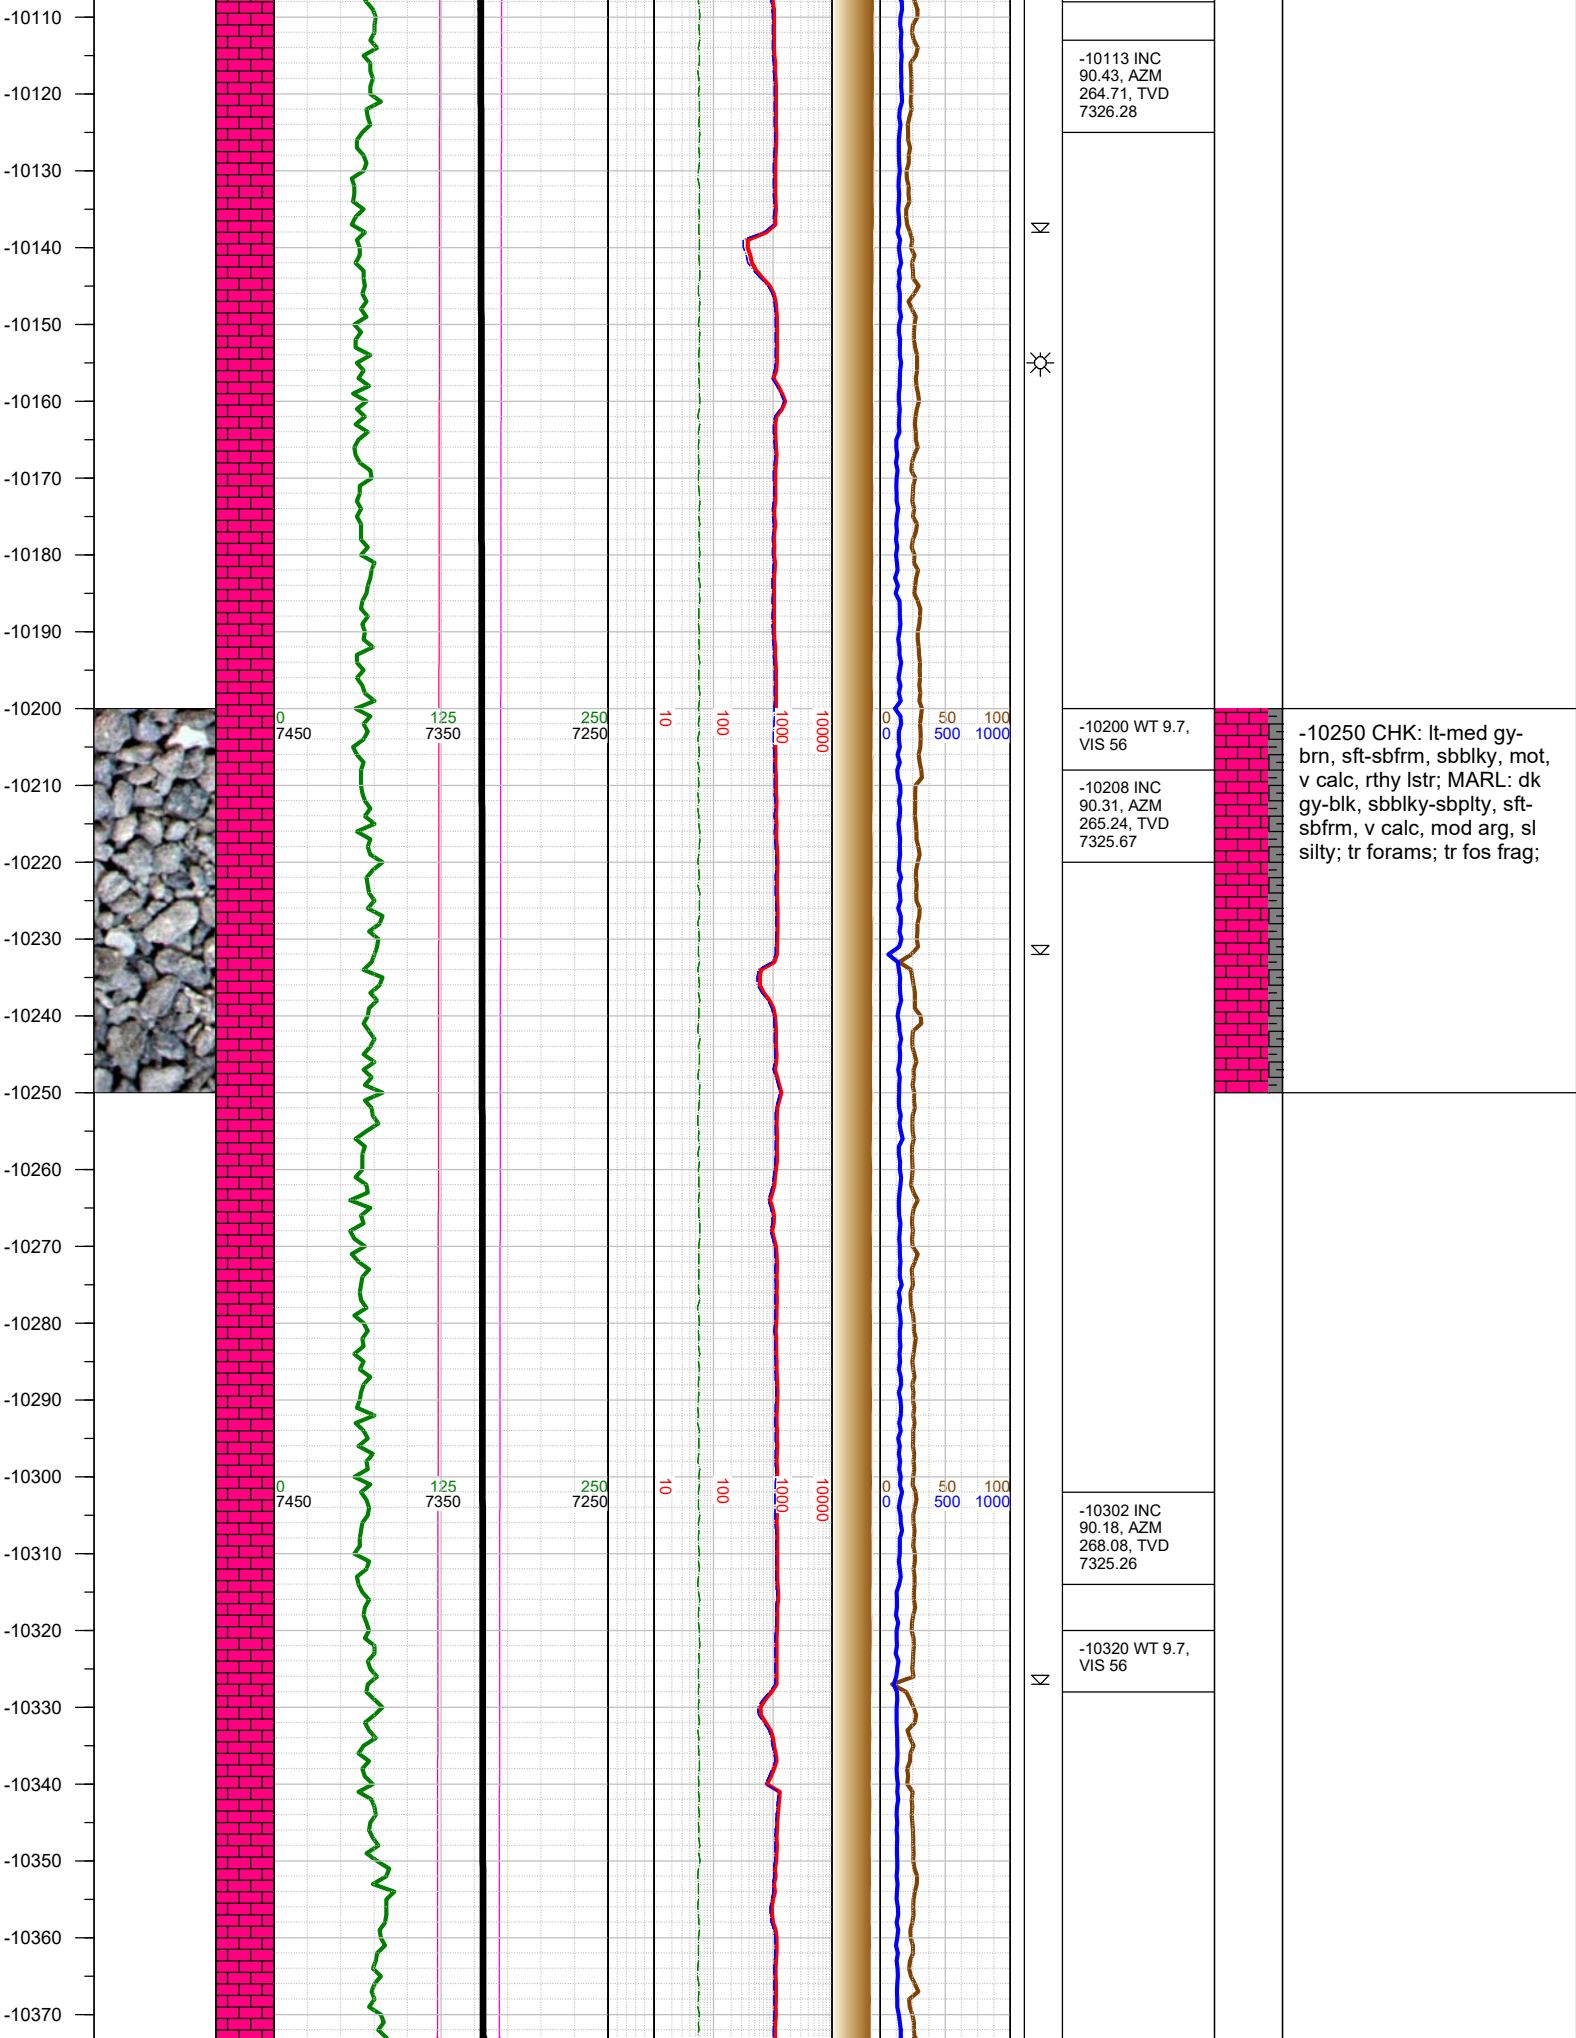 -10110
-10120
-10130
-10140
-10150
-10160
-10170
-10180
-10190
-10200
-10210
-10220
-10230
-10240
-10250
-10260
-10270
-10280
-10290
-10300
-10310
-10320
-10330
-10340
-10350
-10360
-10370
0 125 250
7450 7350 7250
10 100 1000 10000
0 50 100
0 500 1000
0 125 250
7450 7350 7250
10 100 1000 10000
0 50 100
0 500 1000
-10113 INC
90.43, AZM
264.71, TVD
7326.28
-10200 WT 9.7,
VIS 56
-10208 INC
90.31, AZM
265.24, TVD
7325.67
-10302 INC
90.18, AZM
268.08, TVD
7325.26
-10320 WT 9.7,
VIS 56
-10250 CHK: lt-med gy-
brn, sft-sbfrm, sbblky, mot,
v calc, rthy lstr; MARL: dk
gy-blk, sbblky-sbplty, sft-
sbfrm, v calc, mod arg, sl
silty; tr forams; tr fos frag;